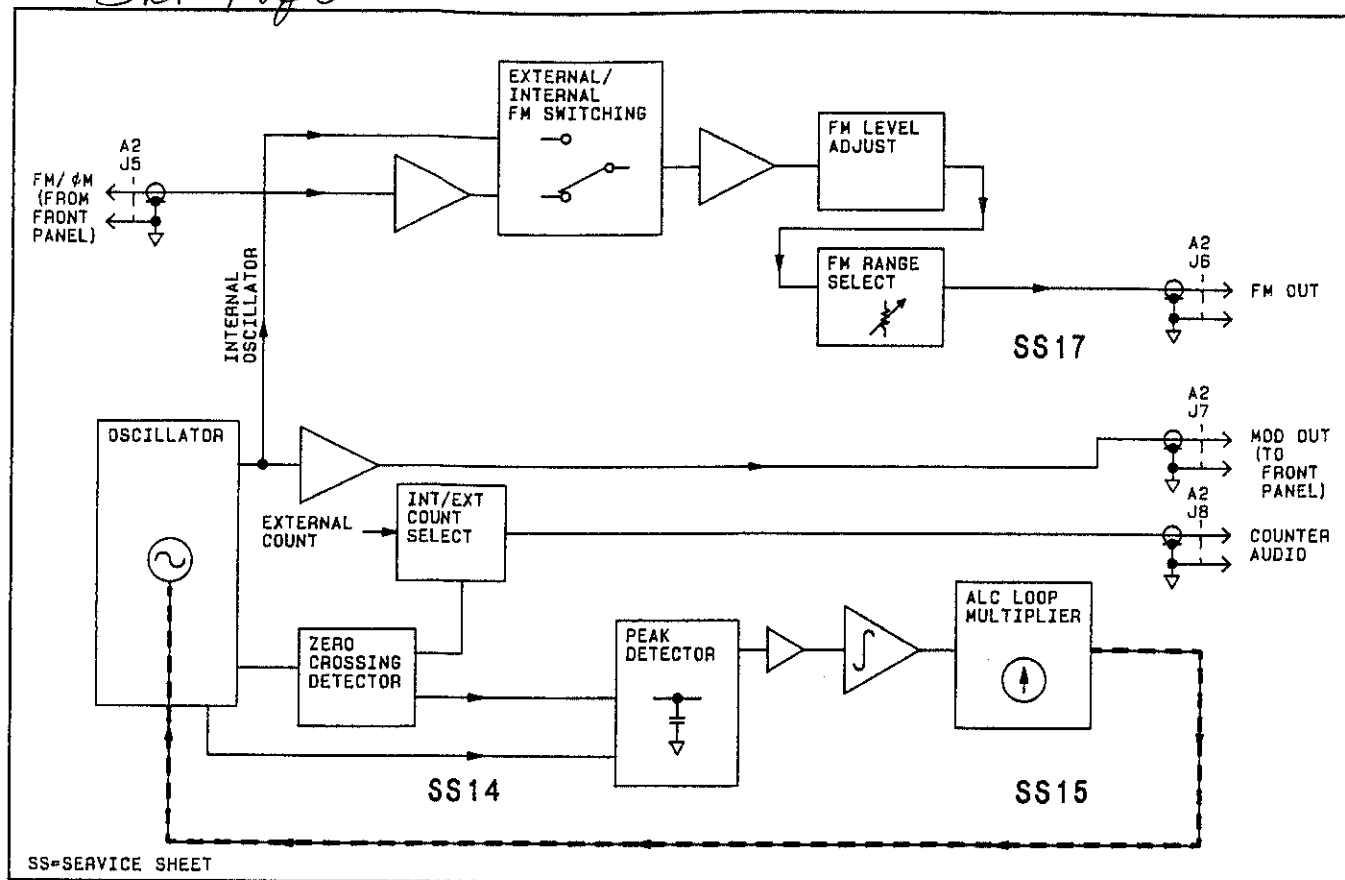 EXTERNAL/
INTERNAL
FM SWITCHING
FM LEVEL
ADJUST
A2
J5
FM/ϕM
(FROM
FRONT
PANEL)
FM RANGE
SELECT
A2
J6
FM OUT
INTERNAL
OSCILLATOR
SS17
OSCILLATOR
A2
J7
MOD OUT
(TO
FRONT
PANEL)
INT/EXT
COUNT
SELECT
EXTERNAL
COUNT
A2
J8
COUNTER
AUDIO
ZERO
CROSSING
DETECTOR
PEAK
DETECTOR
ALC LOOP
MULTIPLIER
SS14
SS15
SS=SERVICE SHEET